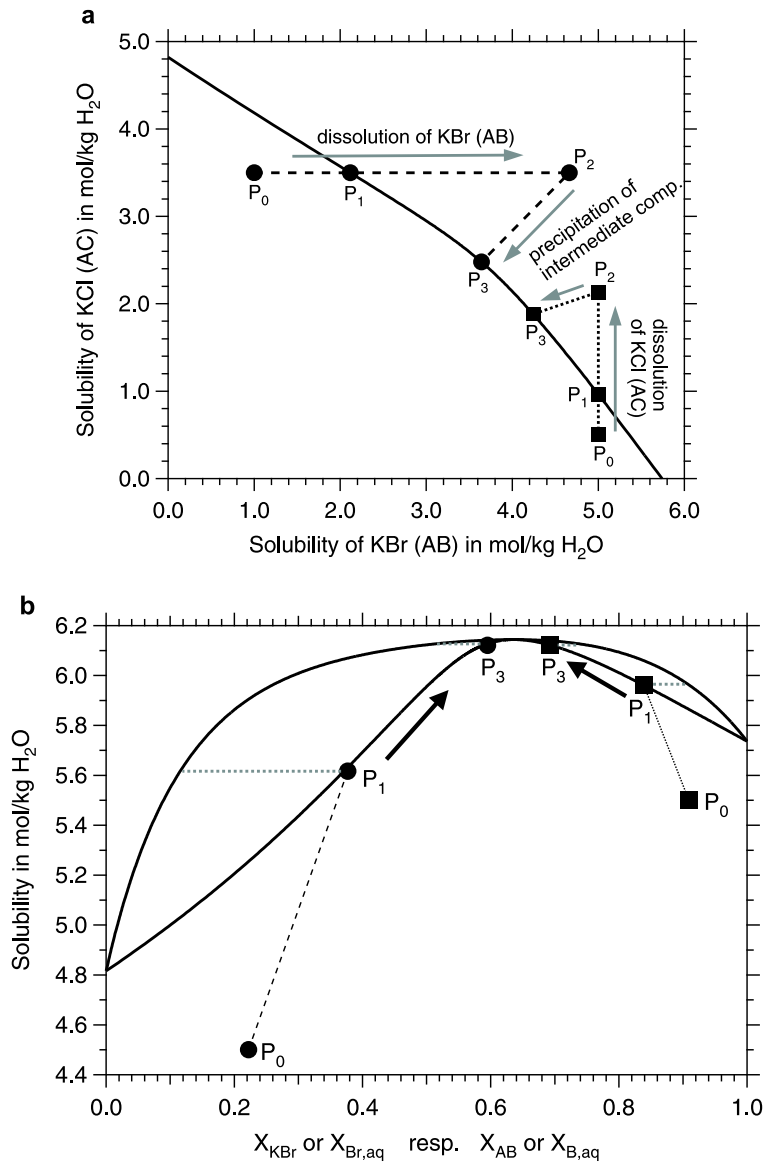 a
5.0
4.0
3.0
2.0
1.0
0.0
Solubility of KCl (AC) in mol/kg H₂O
dissolution of KBr (AB)
P₀
P₁
P₂
precipitation of
intermediate comp.
P₃
P₂
P₃
dissolution
of KCl (AC)
P₁
P₀
0.0 1.0 2.0 3.0 4.0 5.0 6.0
Solubility of KBr (AB) in mol/kg H₂O
b
6.2
6.0
5.8
5.6
5.4
5.2
5.0
4.8
4.6
4.4
Solubility in mol/kg H₂O
P₃
P₃
P₁
P₁
P₀
P₀
0.0 0.2 0.4 0.6 0.8 1.0
X_KBr or X_Br,aq resp. X_AB or X_B,aq